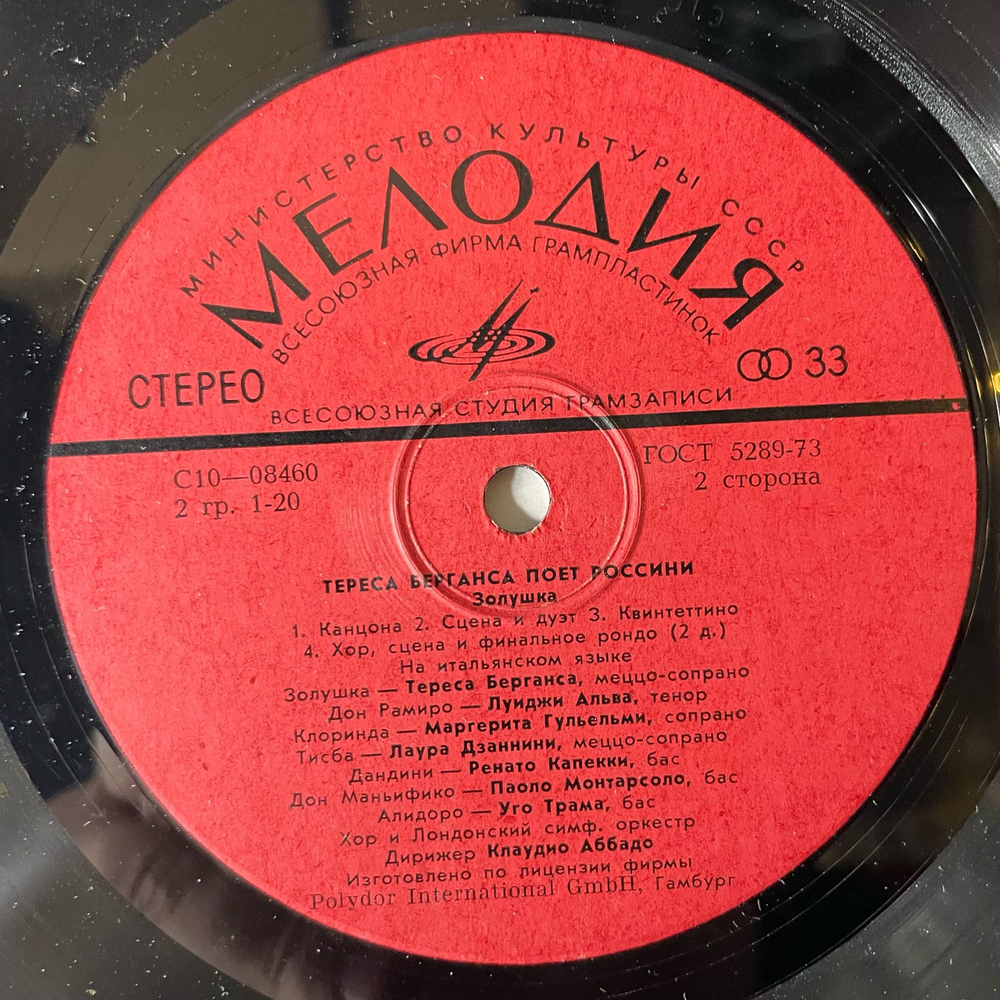 МИНИСТЕРСТВО КУЛЬТУРЫ СССР
МЕЛОДИЯ
ВСЕСОЮЗНАЯ ФИРМА ГРАМПЛАСТИНОК
СТЕРЕО
33
ВСЕСОЮЗНАЯ СТУДИЯ ГРАМЗАПИСИ
С10—08460
ГОСТ 5289-73
2 гр. 1-20
2 сторона
ТЕРЕСА БЕРГАНСА ПОЕТ РОССИНИ
Золушка
1. Канцона 2. Сцена и дуэт 3. Квинтеттино
4. Хор, сцена и финальное рондо (2 д.)
На итальянском языке
Золушка — Тереса Берганса, меццо-сопрано
Дон Рамиро — Луиджи Альва, тенор
Клоринда — Маргерита Гульельми, сопрано
Тисба — Лаура Дзаннини, меццо-сопрано
Дандини — Ренато Капекки, бас
Дон Маньифико — Паоло Монтарсоло, бас
Алидоро — Уго Трама, бас
Хор и Лондонский симф. оркестр
Дирижер Клаудио Аббадо
Изготовлено по лицензии фирмы
Polydor International GmbH, Гамбург